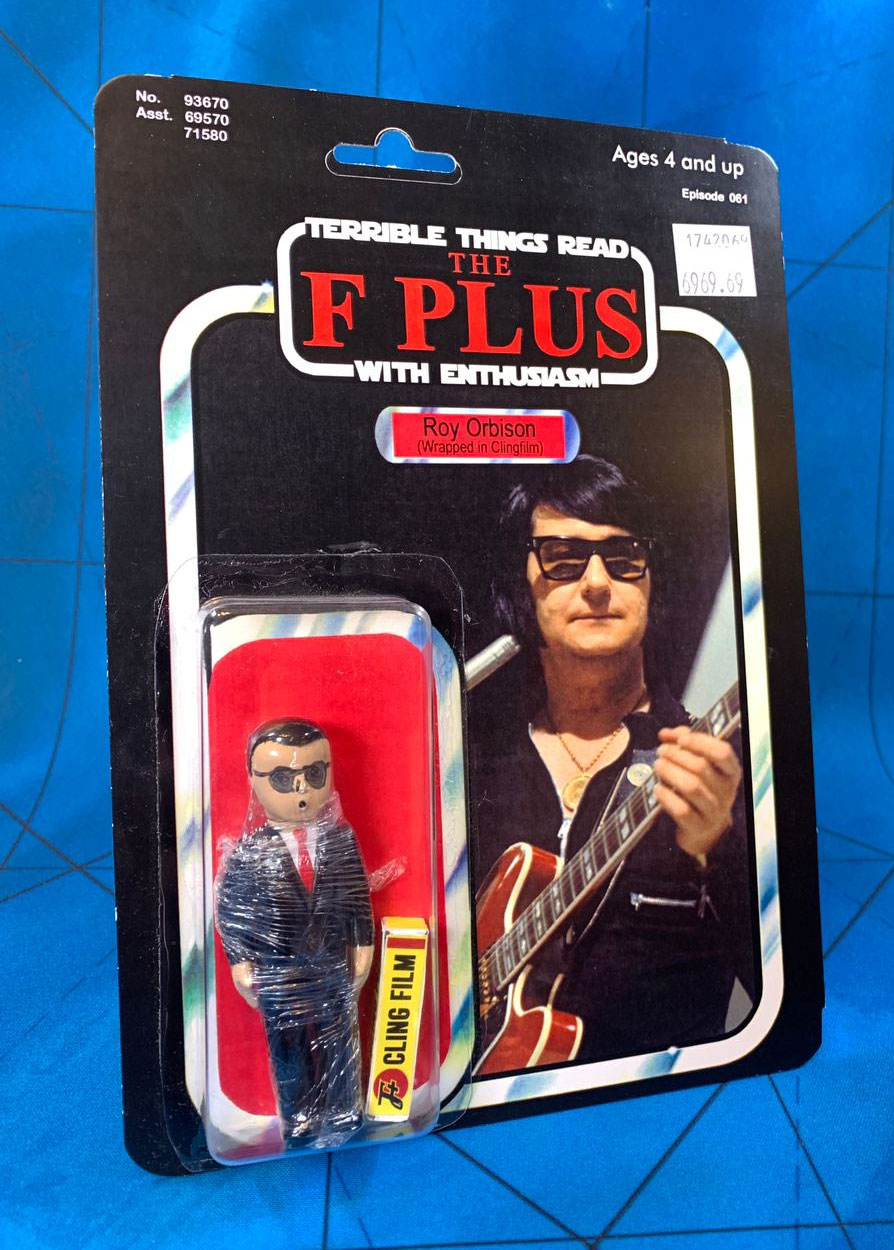 No. 93670
Asst. 69570
71580
Ages 4 and up
Episode 061
1742069
6969.69
TERRIBLE THINGS READ
THE
F PLUS
WITH ENTHUSIASM
Roy Orbison
(Wrapped in Clingfilm)
F+ CLING FILM